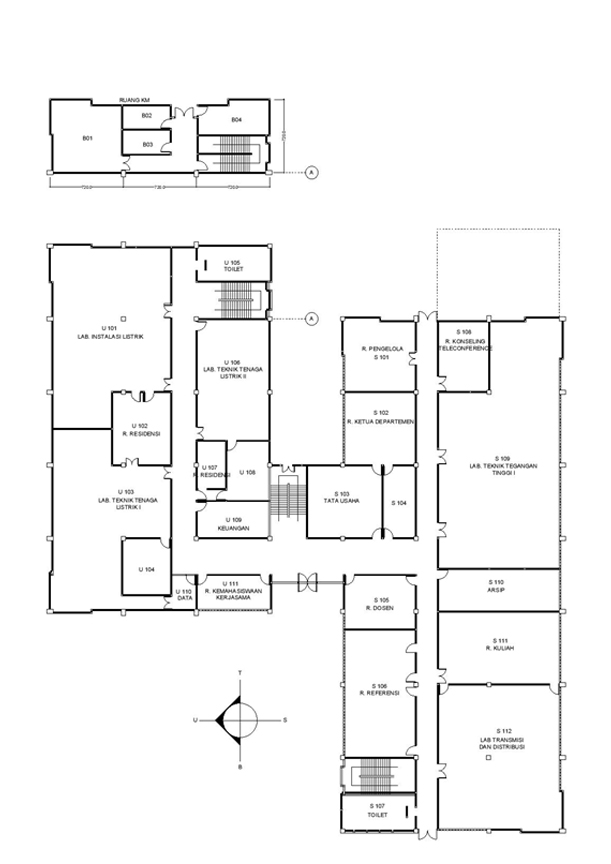 RUANG KM
B01
B02
B03
B04
A
U 105
TOILET
A
U 101
LAB. INSTALASI LISTRIK
U 106
LAB. TEKNIK TENAGA
LISTRIK II
U 102
R. RESIDENSI
U 107
R. RESIDENSI
U 108
U 103
LAB. TEKNIK TENAGA
LISTRIK I
U 109
KEUANGAN
U 104
U 110
DATA
U 111
R. KEMAHASISWAAN
KERJASAMA
R. PENGELOLA
S 101
S 108
R. KONSELING
TELECONFERENCE
S 102
R. KETUA DEPARTEMEN
S 109
LAB. TEKNIK TEGANGAN
TINGGI I
S 103
TATA USAHA
S 104
S 105
R. DOSEN
S 110
ARSIP
S 111
R. KULIAH
S 106
R. REFERENSI
S 112
LAB TRANSMISI
DAN DISTRIBUSI
S 107
TOILET
T
U
S
B